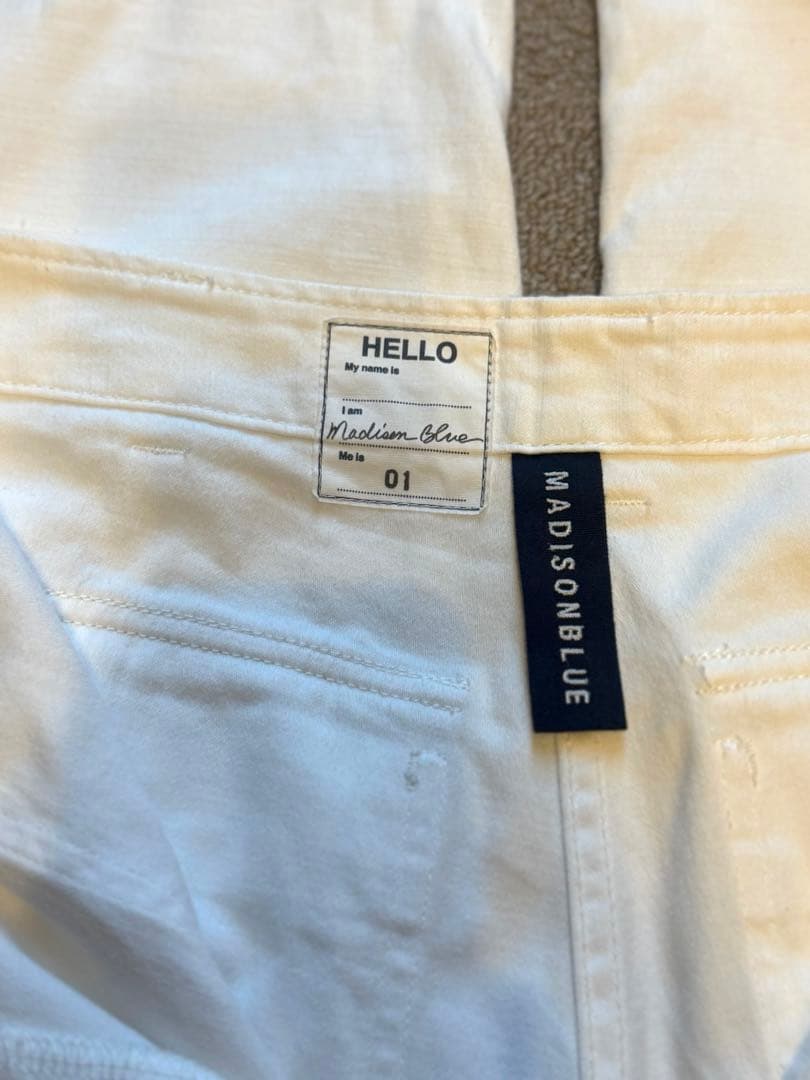 HELLO
My name is
I am
Madison Blue
Me is
01
MADISONBLUE